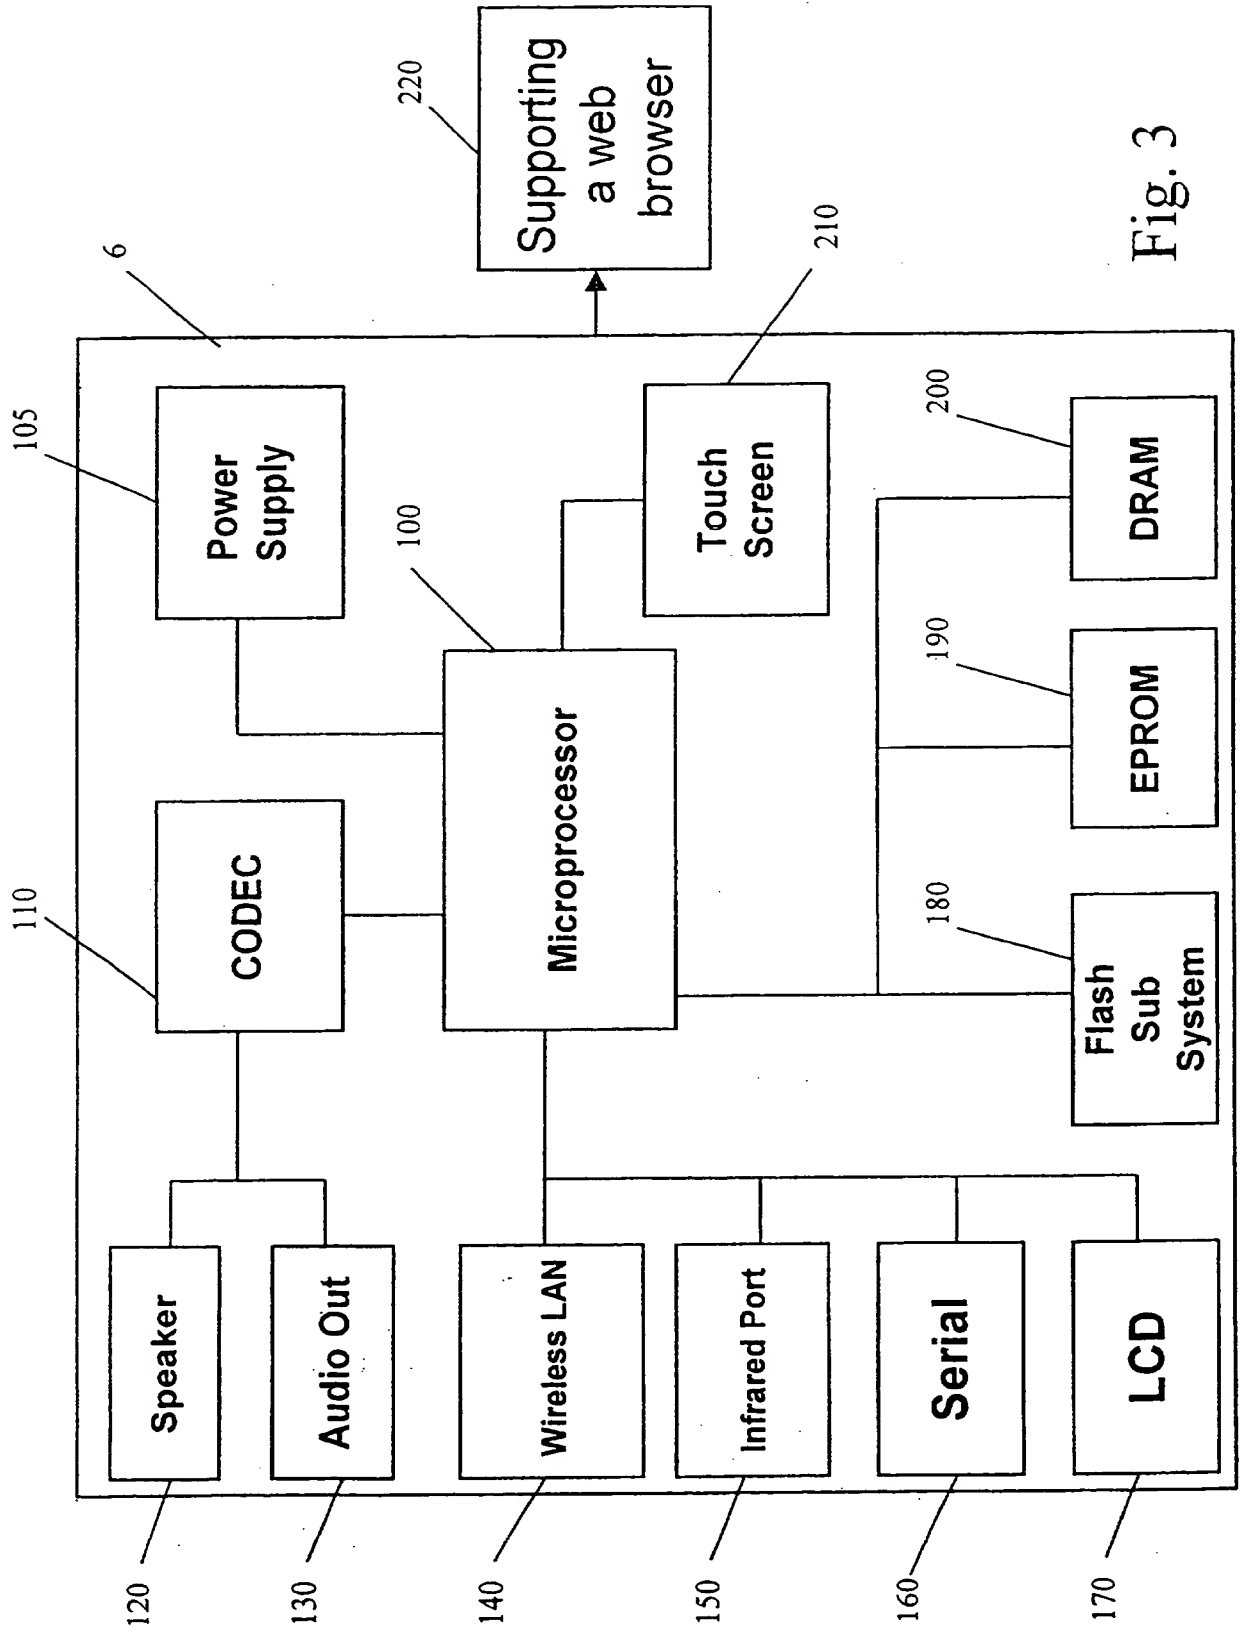 110
105
6
220
120
Speaker
CODEC
Power
Supply
Supporting
a web
browser
130
Audio Out
100
210
140
Wireless LAN
Microprocessor
Touch
Screen
150
Infrared Port
160
Serial
180
190
200
170
LCD
Flash
Sub
System
EPROM
DRAM
Fig. 3